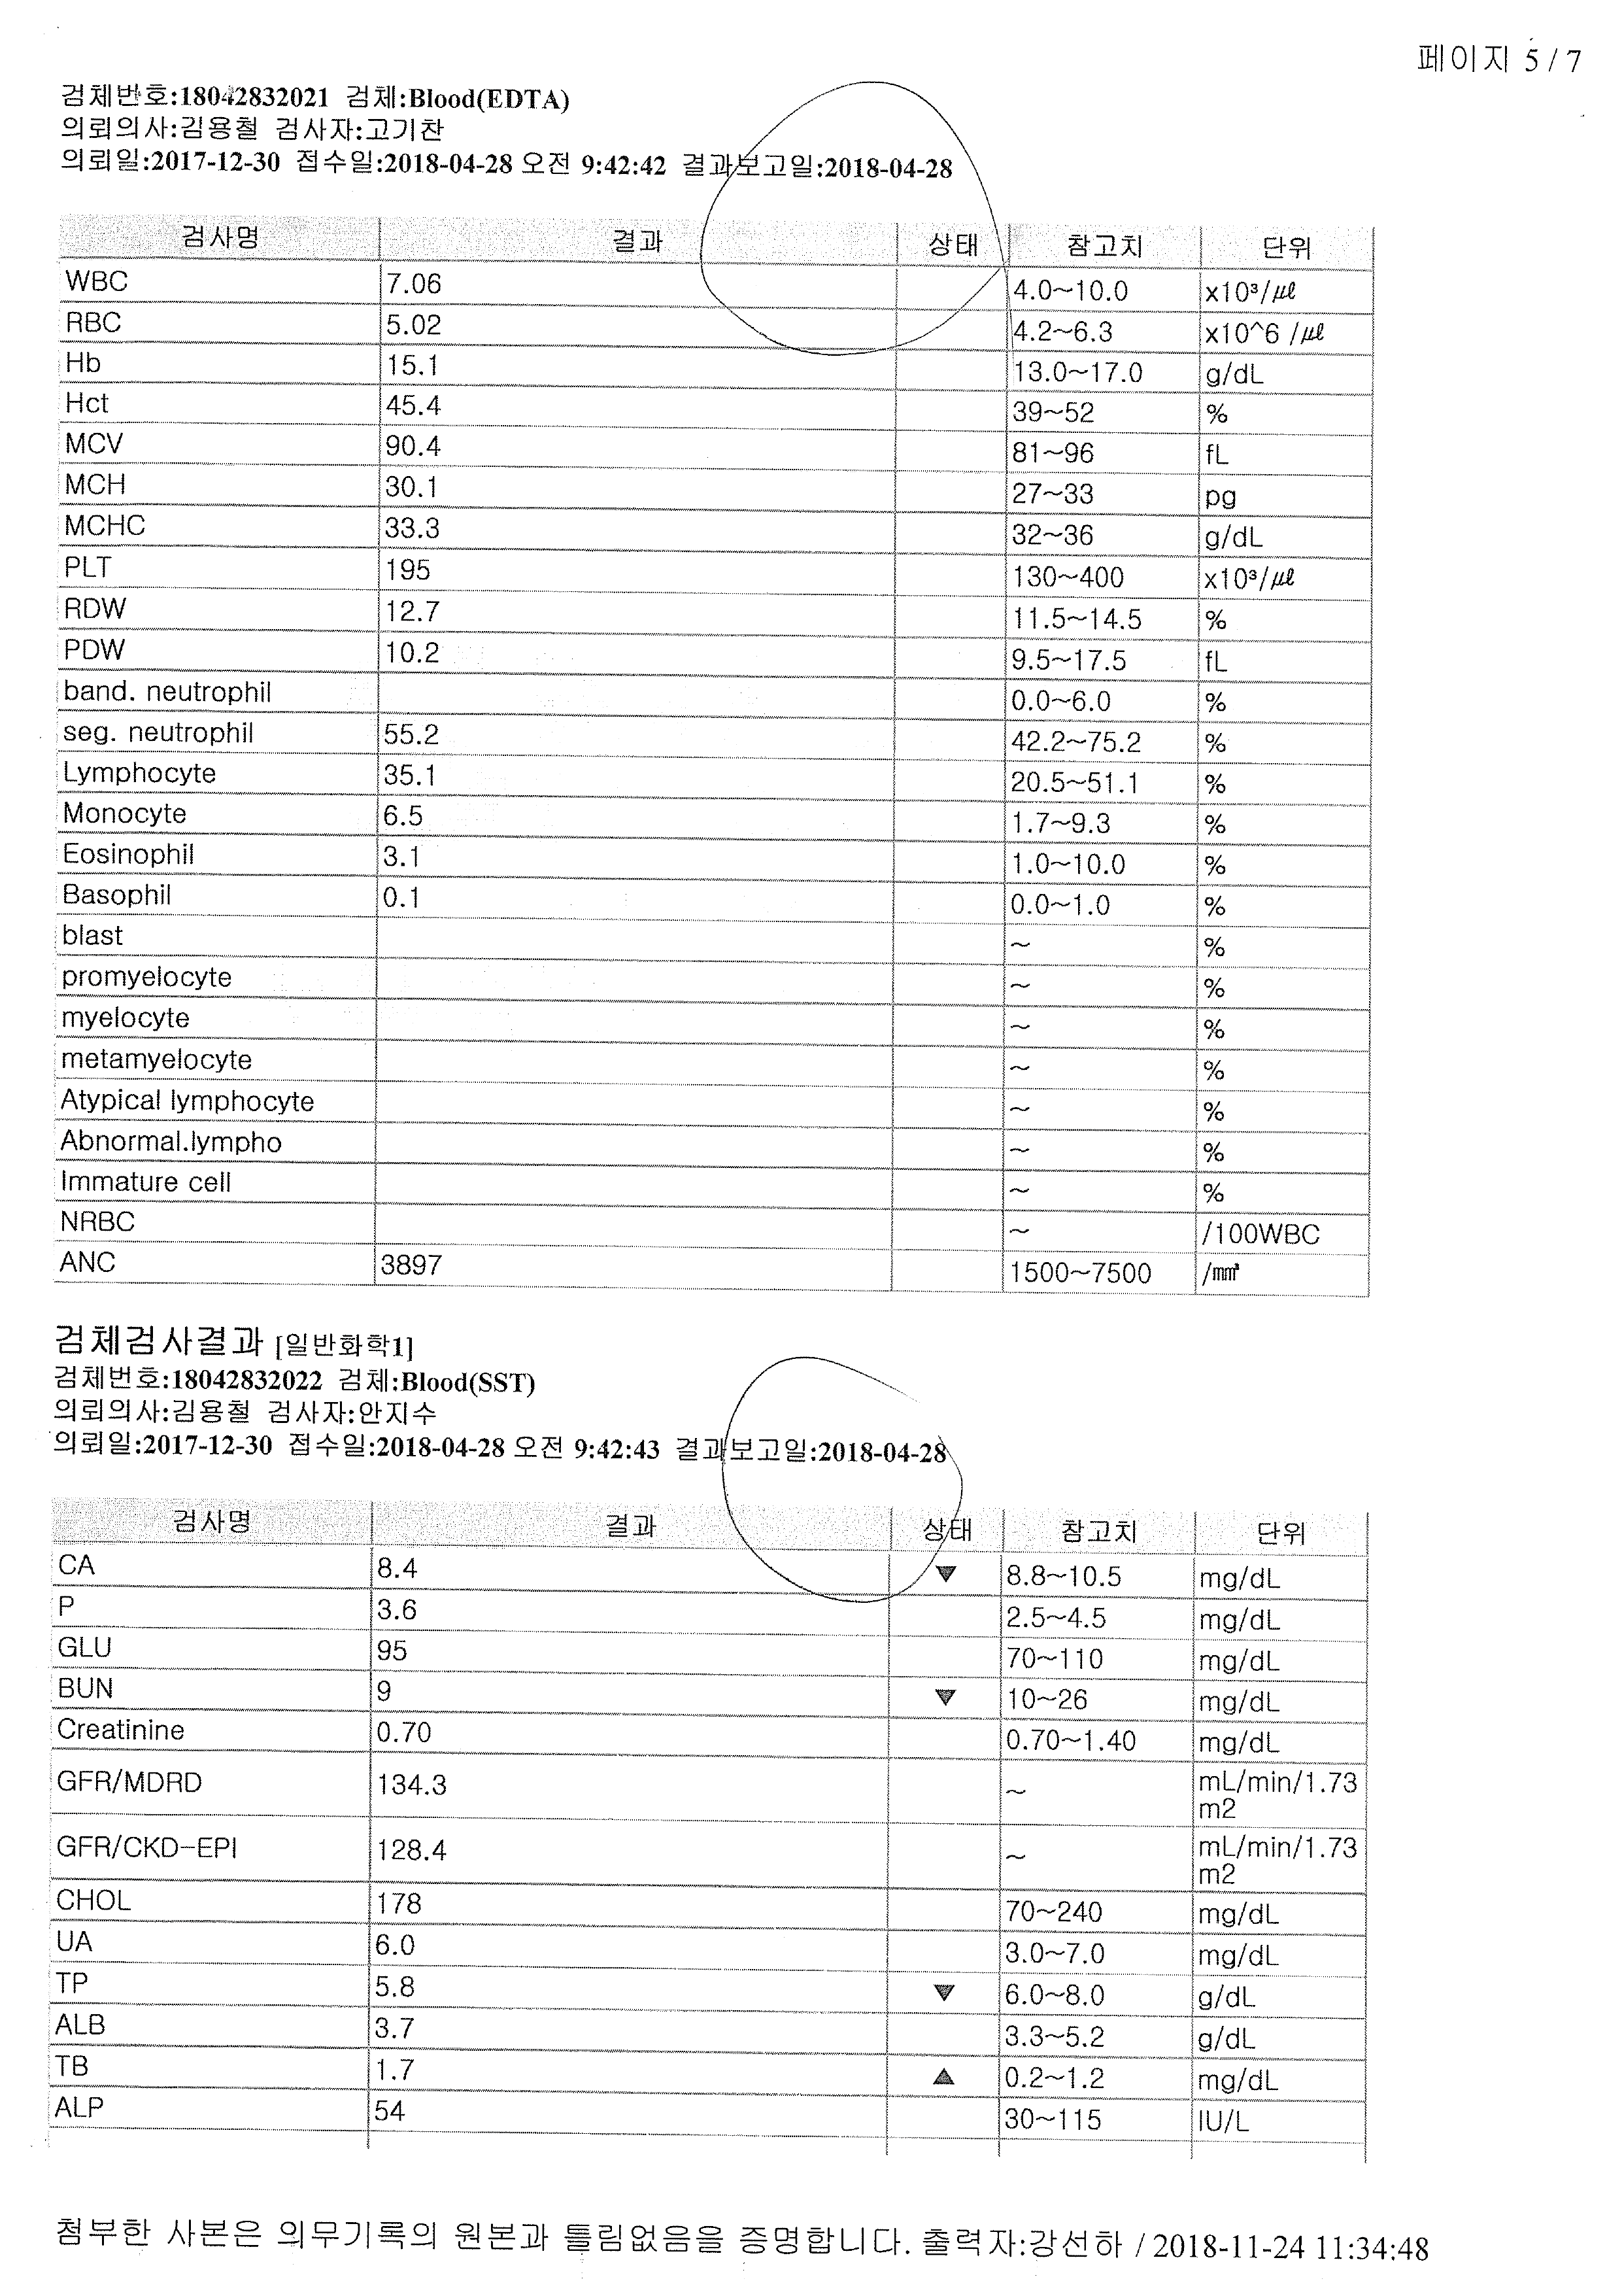 페이지 5 / 7
검체번호:18042832021 검체:Blood(EDTA)
의뢰의사:김용철 검사자:고기찬
의뢰일:2017-12-30 접수일:2018-04-28 오전 9:42:42 결과보고일:2018-04-28
검사명 결과 상태 참고치 단위
WBC 7.06 4.0~10.0 x10³/㎕
RBC 5.02 4.2~6.3 x10^6 /㎕
Hb 15.1 13.0~17.0 g/dL
Hct 45.4 39~52 %
MCV 90.4 81~96 fL
MCH 30.1 27~33 pg
MCHC 33.3 32~36 g/dL
PLT 195 130~400 x10³/㎕
RDW 12.7 11.5~14.5 %
PDW 10.2 9.5~17.5 fL
band. neutrophil 0.0~6.0 %
seg. neutrophil 55.2 42.2~75.2 %
Lymphocyte 35.1 20.5~51.1 %
Monocyte 6.5 1.7~9.3 %
Eosinophil 3.1 1.0~10.0 %
Basophil 0.1 0.0~1.0 %
blast ~ %
promyelocyte ~ %
myelocyte ~ %
metamyelocyte ~ %
Atypical lymphocyte ~ %
Abnormal.lympho ~ %
Immature cell ~ %
NRBC ~ /100WBC
ANC 3897 1500~7500 /㎣
검체검사결과 [일반화학1]
검체번호:18042832022 검체:Blood(SST)
의뢰의사:김용철 검사자:안지수
의뢰일:2017-12-30 접수일:2018-04-28 오전 9:42:43 결과보고일:2018-04-28
검사명 결과 상태 참고치 단위
CA 8.4 ▼ 8.8~10.5 mg/dL
P 3.6 2.5~4.5 mg/dL
GLU 95 70~110 mg/dL
BUN 9 ▼ 10~26 mg/dL
Creatinine 0.70 0.70~1.40 mg/dL
GFR/MDRD 134.3 ~ mL/min/1.73
m2
GFR/CKD-EPI 128.4 ~ mL/min/1.73
m2
CHOL 178 70~240 mg/dL
UA 6.0 3.0~7.0 mg/dL
TP 5.8 ▼ 6.0~8.0 g/dL
ALB 3.7 3.3~5.2 g/dL
TB 1.7 ▲ 0.2~1.2 mg/dL
ALP 54 30~115 IU/L
첨부한 사본은 의무기록의 원본과 틀림없음을 증명합니다. 출력자:강선하 / 2018-11-24 11:34:48